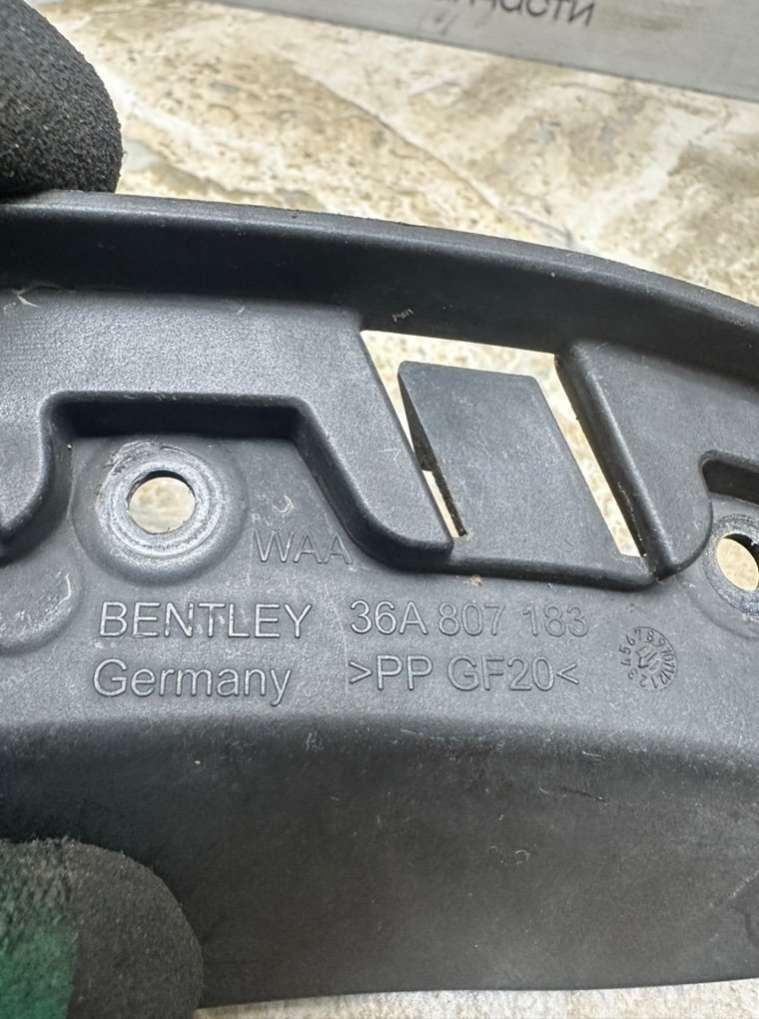 WAA
BENTLEY 36A 807 183
Germany >PP GF20<